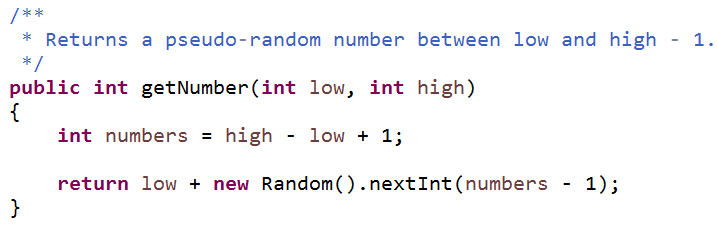 /**
 * Returns a pseudo-random number between low and high - 1.
 */
public int getNumber(int low, int high)
{
    int numbers = high - low + 1;

    return low + new Random().nextInt(numbers - 1);
}